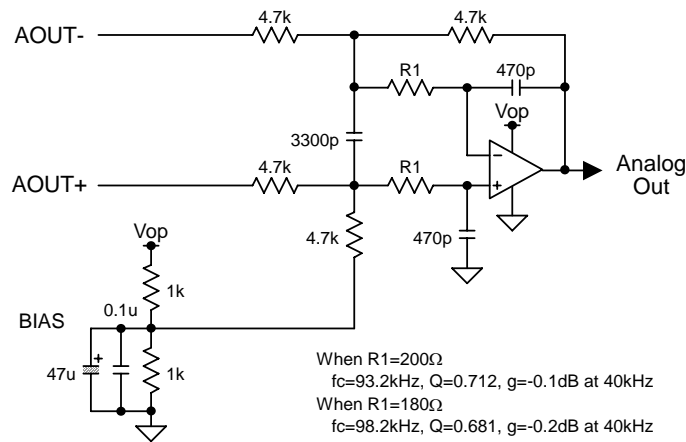 4.7k
4.7k
AOUT-
R1
470p
Vop
3300p
4.7k
R1
Analog
Out
AOUT+
4.7k
470p
Vop
1k
0.1u
BIAS
47u
+
1k
−
+
When R1=200Ω
fc=93.2kHz, Q=0.712, g=-0.1dB at 40kHz
When R1=180Ω
fc=98.2kHz, Q=0.681, g=-0.2dB at 40kHz